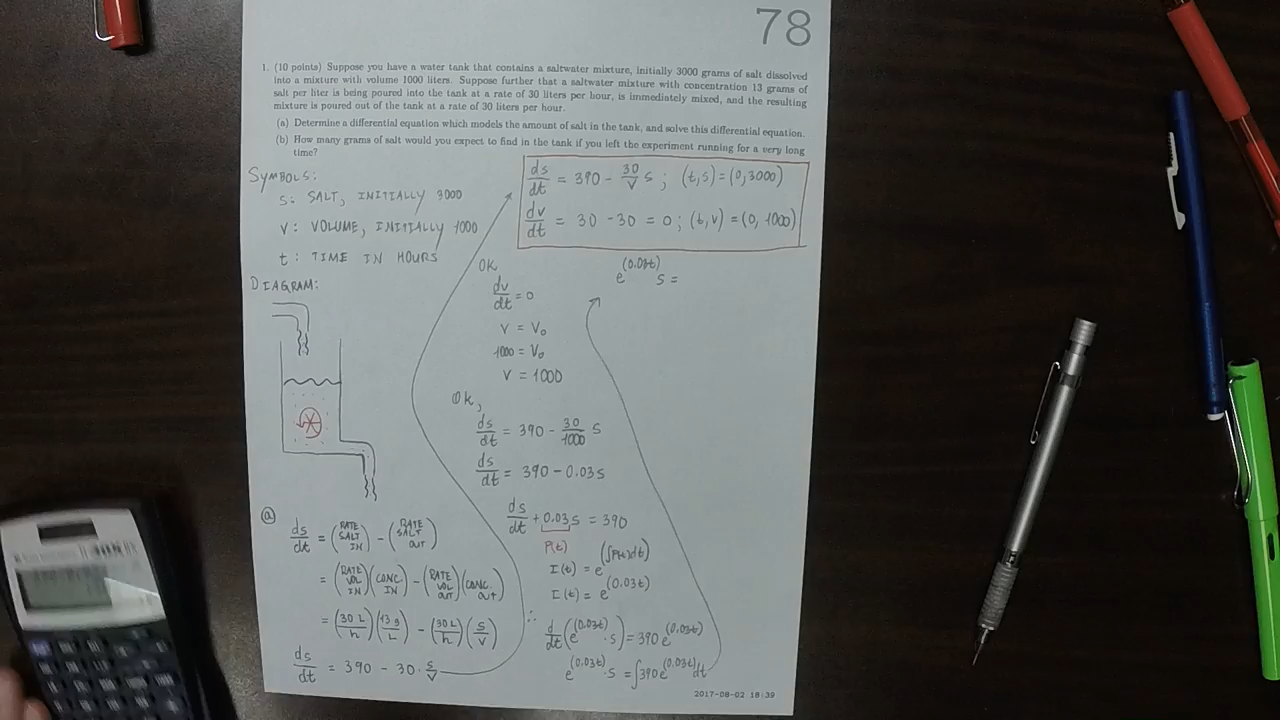 78
1. (10 points) Suppose you have a water tank that contains a saltwater mixture, initially 3000 grams of salt dissolved
into a mixture with volume 1000 liters. Suppose further that a saltwater mixture with concentration 13 grams of
salt per liter is being poured into the tank at a rate of 30 liters per hour, is immediately mixed, and the resulting
mixture is poured out of the tank at a rate of 30 liters per hour.
(a) Determine a differential equation which models the amount of salt in the tank, and solve this differential equation.
(b) How many grams of salt would you expect to find in the tank if you left the experiment running for a very long
time?
SYMBOLS:
s: SALT, INITIALLY 3000
v: VOLUME, INITIALLY 1000
t: TIME IN HOURS
DIAGRAM:
(a)
ds/dt = (RATE SALT IN) - (RATE SALT OUT)
= (RATE VOL IN)(CONC IN) - (RATE VOL OUT)(CONC OUT)
= (30 L/h)(13 g/L) - (30 L/h)(s/v)
ds/dt = 390 - 30 · s/v
ds/dt = 390 - 30/v s ; (t,s) = (0,3000)
dv/dt = 30 - 30 = 0 ; (t,v) = (0,1000)
OK
dv/dt = 0
v = v₀
1000 = v₀
v = 1000
OK,
ds/dt = 390 - 30/1000 s
ds/dt = 390 - 0.03s
ds/dt + 0.03s = 390
P(t)
I(t) = e^(∫P(t)dt)
I(t) = e^(0.03t)
∴ d/dt (e^(0.03t) · s) = 390e^(0.03t)
e^(0.03t) · s = ∫390e^(0.03t) dt
e^(0.03t) s =
2017-08-02 18:39